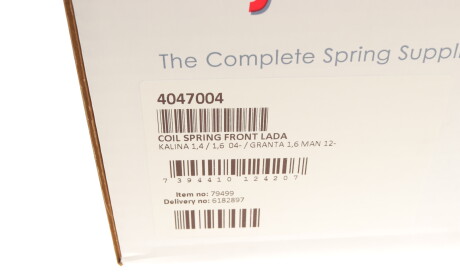 The Complete Spring Suppli
4047004
COIL SPRING FRONT LADA
KALINA 1,4 / 1,6 04- / GRANTA 1,6 MAN 12-
7 394410 124207
Item no: 79499
Delivery no: 6182897